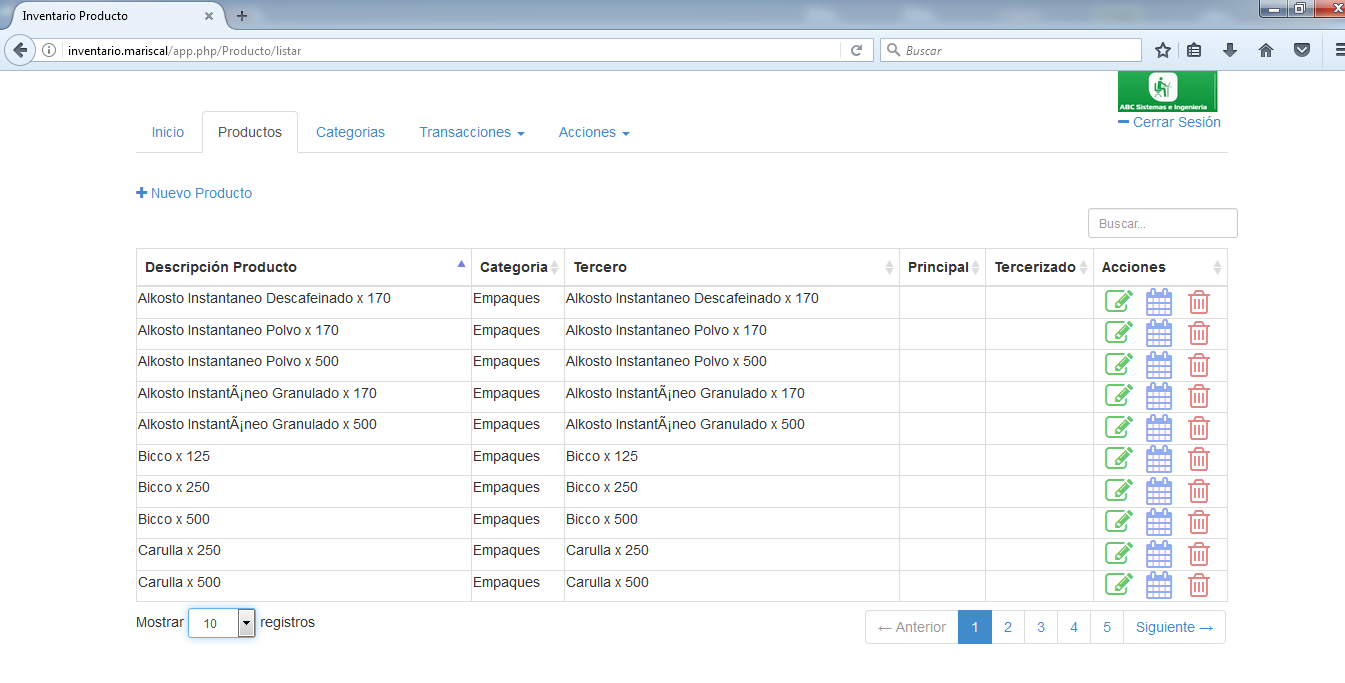 Inventario Producto
inventario.mariscal/app.php/Producto/listar
Buscar
ABC Sistemas e Ingenieria
Cerrar Sesión
Inicio Productos Categorias Transacciones Acciones
Nuevo Producto
Buscar...
Descripción Producto Categoria Tercero Principal Tercerizado Acciones
Alkosto Instantaneo Descafeinado x 170 Empaques Alkosto Instantaneo Descafeinado x 170
Alkosto Instantaneo Polvo x 170 Empaques Alkosto Instantaneo Polvo x 170
Alkosto Instantaneo Polvo x 500 Empaques Alkosto Instantaneo Polvo x 500
Alkosto InstantÃ¡neo Granulado x 170 Empaques Alkosto InstantÃ¡neo Granulado x 170
Alkosto InstantÃ¡neo Granulado x 500 Empaques Alkosto InstantÃ¡neo Granulado x 500
Bicco x 125 Empaques Bicco x 125
Bicco x 250 Empaques Bicco x 250
Bicco x 500 Empaques Bicco x 500
Carulla x 250 Empaques Carulla x 250
Carulla x 500 Empaques Carulla x 500
Mostrar 10 registros
← Anterior 1 2 3 4 5 Siguiente →